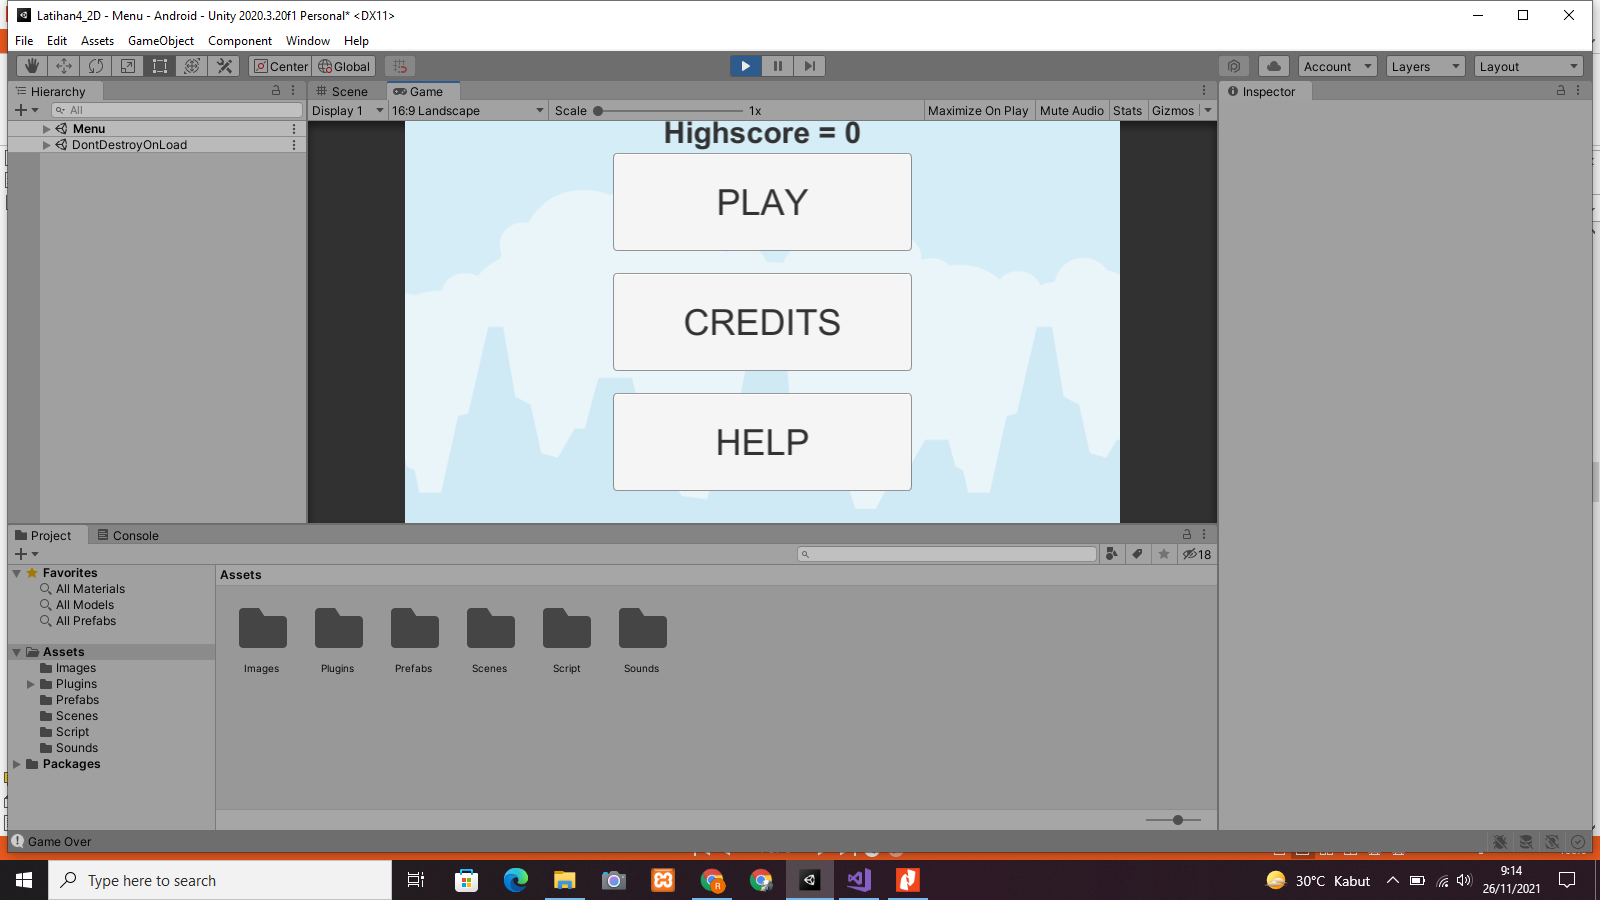 Latihan4_2D - Menu - Android - Unity 2020.3.20f1 Personal* <DX11>
File Edit Assets GameObject Component Window Help
Center Global Account Layers Layout
Hierarchy
All
Menu
DontDestroyOnLoad
Scene Game
Display 1 16:9 Landscape Scale 1x Maximize On Play Mute Audio Stats Gizmos
Highscore = 0
PLAY
CREDITS
HELP
Inspector
Project Console
18
Favorites
All Materials
All Models
All Prefabs
Assets
Images
Plugins
Prefabs
Scenes
Script
Sounds
Packages
Assets
Images Plugins Prefabs Scenes Script Sounds
Game Over
Type here to search
R
30°C Kabut
9:14
26/11/2021